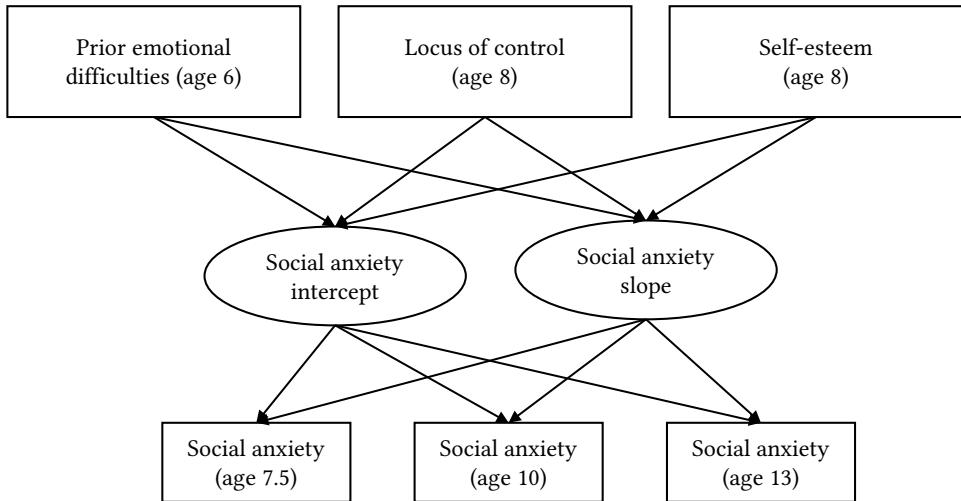 Prior emotional
difficulties (age 6)
Locus of control
(age 8)
Self-esteem
(age 8)
Social anxiety
intercept
Social anxiety
slope
Social anxiety
(age 7.5)
Social anxiety
(age 10)
Social anxiety
(age 13)